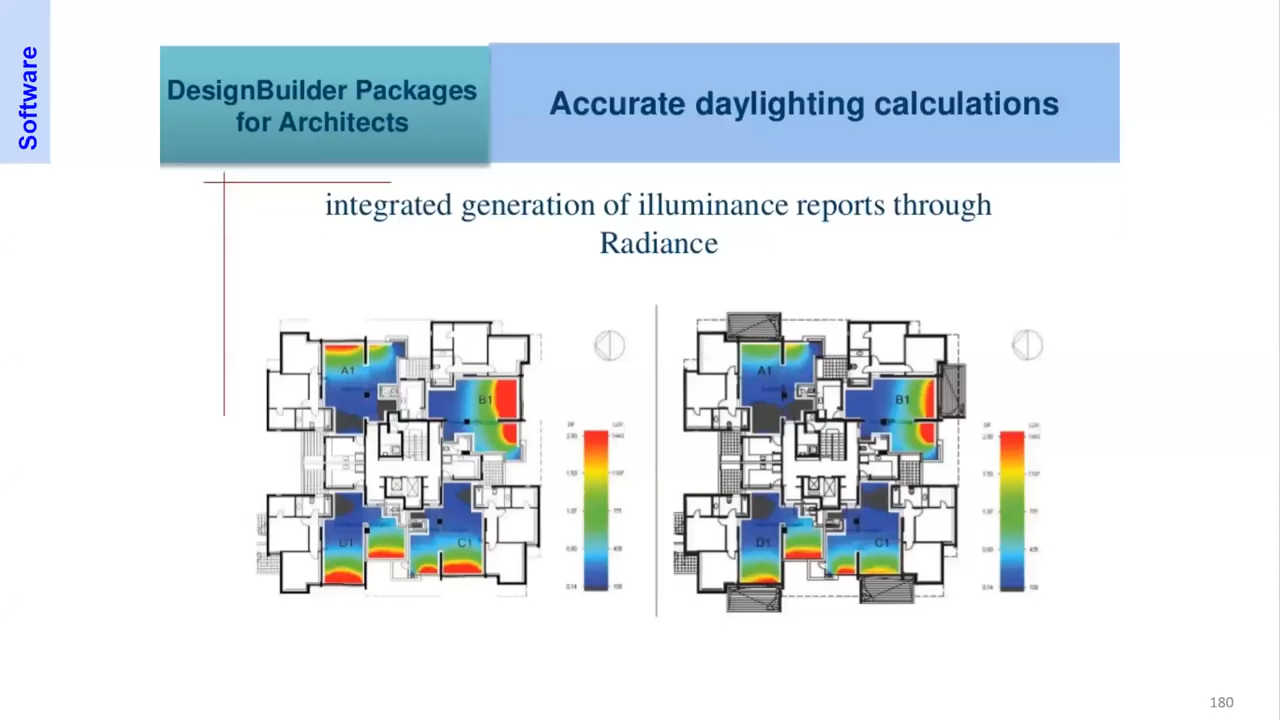 Software
DesignBuilder Packages
for Architects
Accurate daylighting calculations
integrated generation of illuminance reports through
Radiance
A1
B1
D1
C1
A1
B1
D1
C1
180